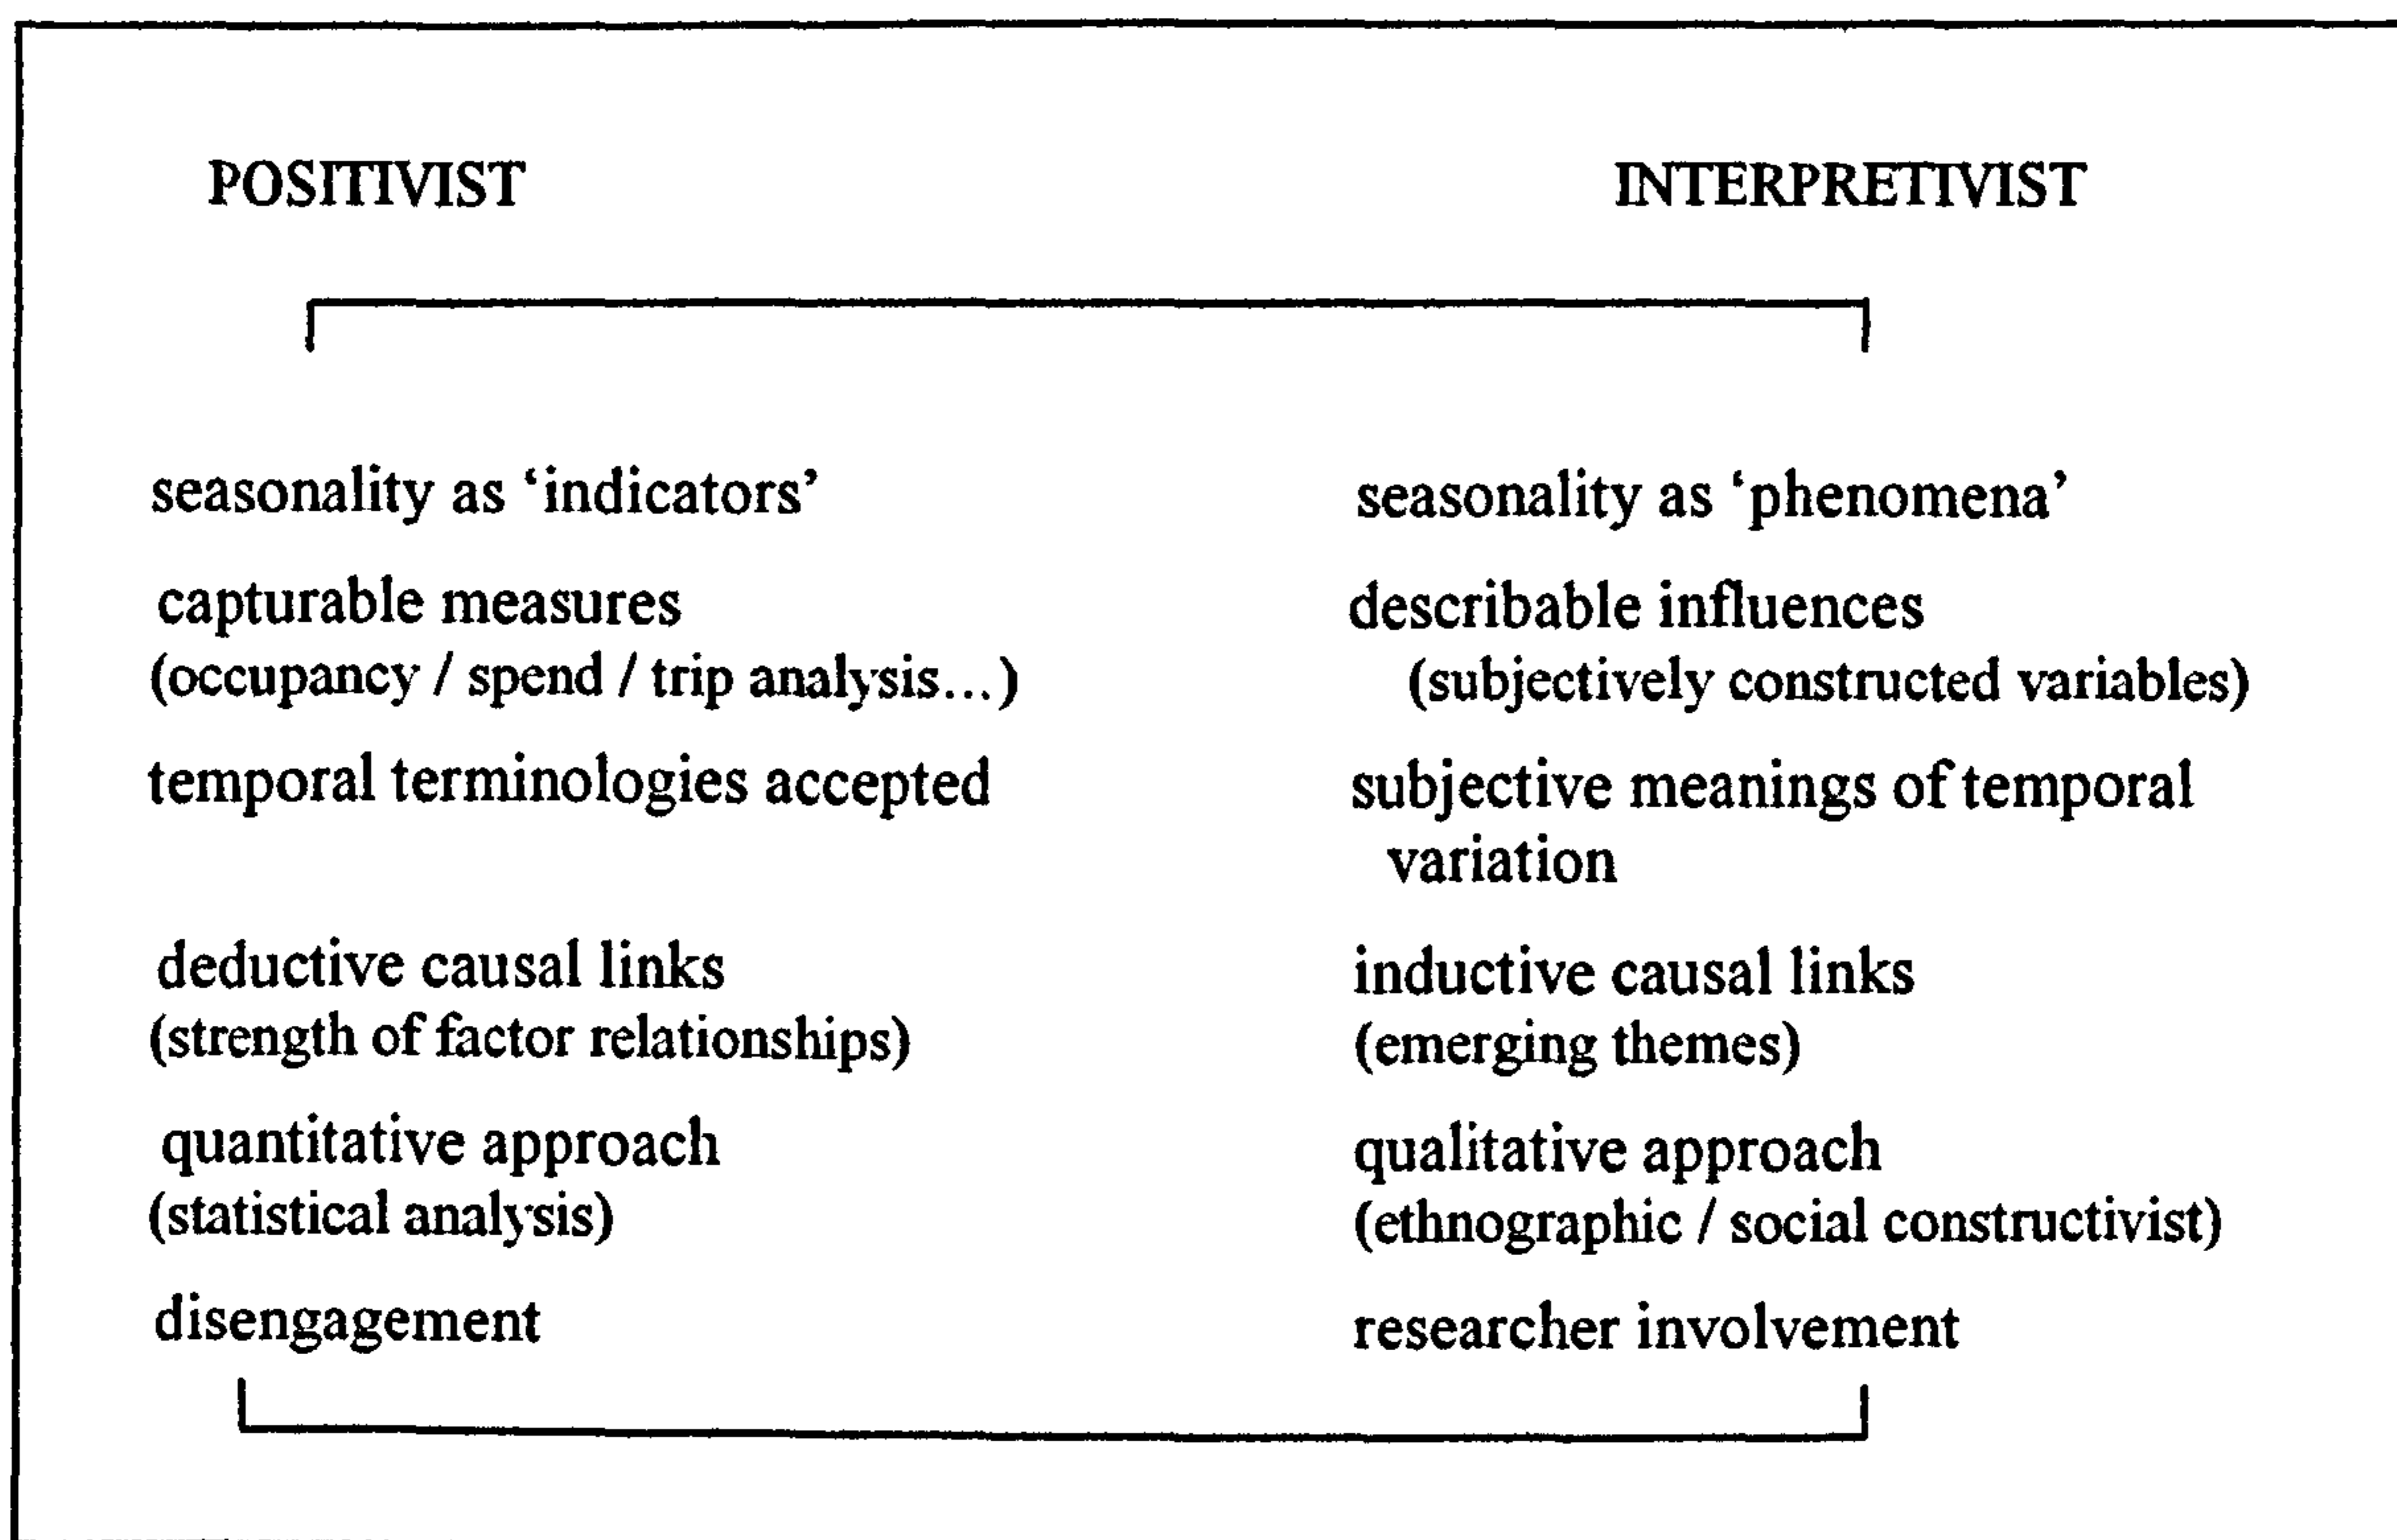 POSITIVIST
INTERPRETIVIST
seasonality as ‘indicators’
seasonality as ‘phenomena’
capturable measures
describable influences
(occupancy / spend / trip analysis...)
(subjectively constructed variables)
temporal terminologies accepted
subjective meanings of temporal
variation
deductive causal links
inductive causal links
(strength of factor relationships)
(emerging themes)
quantitative approach
qualitative approach
(statistical analysis)
(ethnographic / social constructivist)
disengagement
researcher involvement